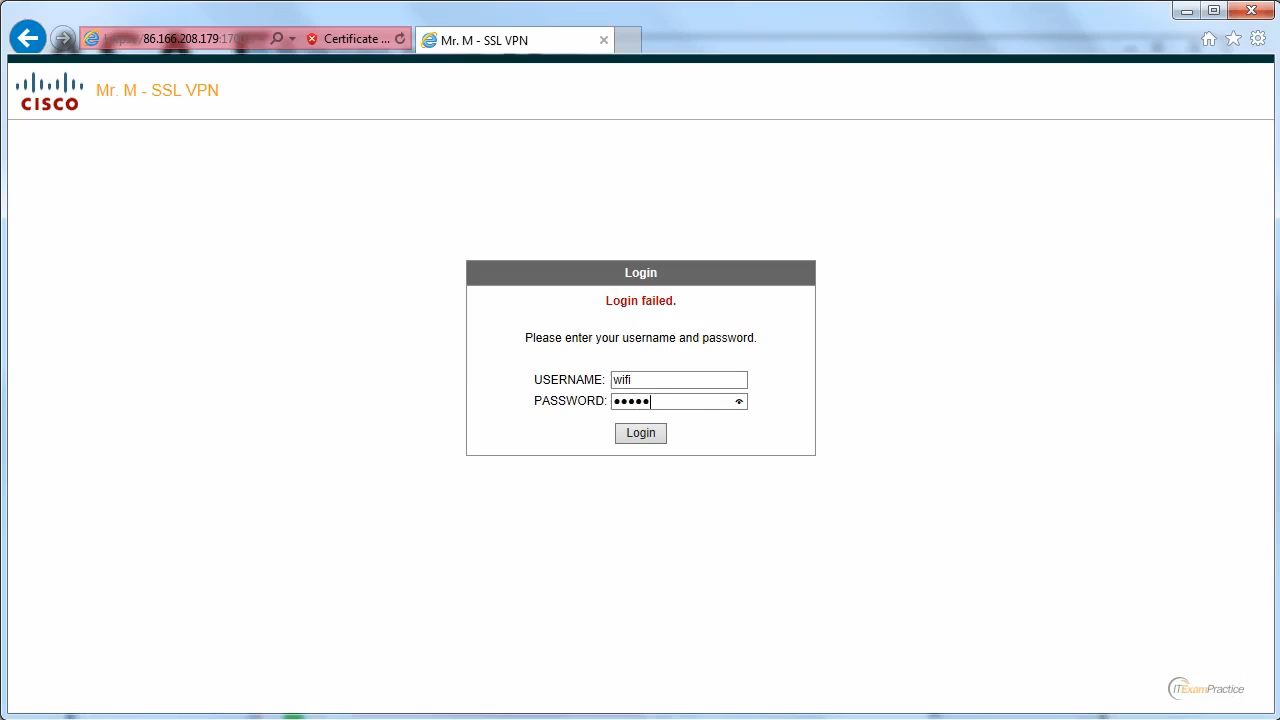 86.166.208.179:170
Certificate ...
Mr. M - SSL VPN
CISCO
Mr. M - SSL VPN
Login
Login failed.
Please enter your username and password.
USERNAME: wifi
PASSWORD: •••••
Login
ITExamPractice